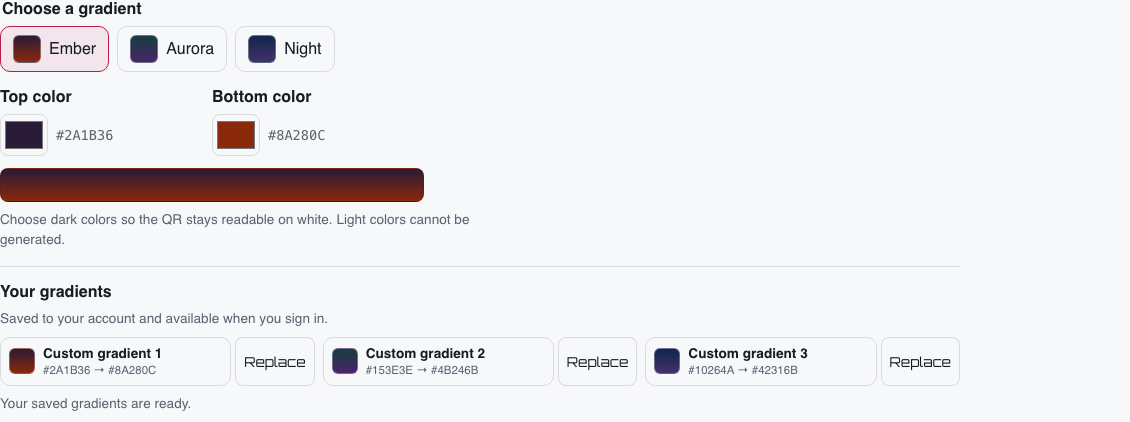 Choose a gradient
Ember
Aurora
Night
Top color
Bottom color
#2A1B36
#8A280C
Choose dark colors so the QR stays readable on white. Light colors cannot be
generated.
Your gradients
Saved to your account and available when you sign in.
Custom gradient 1
#2A1B36 → #8A280C
Replace
Custom gradient 2
#153E3E → #4B246B
Replace
Custom gradient 3
#10264A → #42316B
Replace
Your saved gradients are ready.